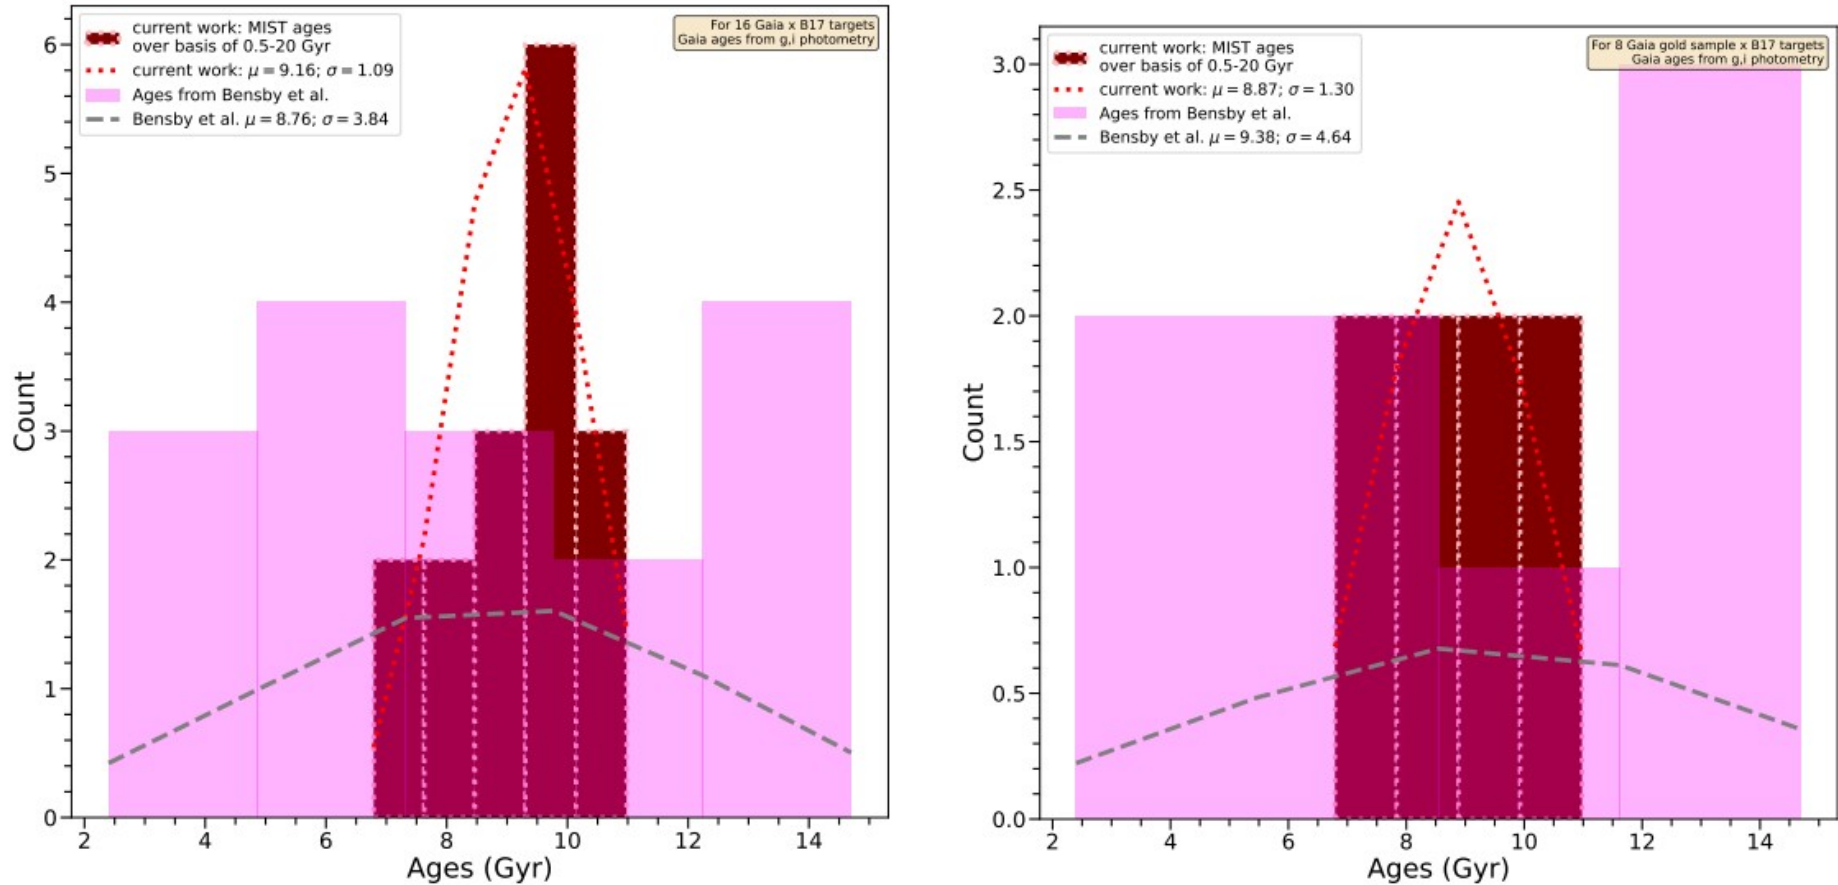 current work: MIST ages
over basis of 0.5-20 Gyr
current work: μ = 9.16; σ = 1.09
Ages from Bensby et al.
Bensby et al. μ = 8.76; σ = 3.84
For 16 Gaia x B17 targets
Gaia ages from g,i photometry
6
5
4
3
2
1
0
Count
2 4 6 8 10 12 14
Ages (Gyr)
current work: MIST ages
over basis of 0.5-20 Gyr
current work: μ = 8.87; σ = 1.30
Ages from Bensby et al.
Bensby et al. μ = 9.38; σ = 4.64
For 8 Gaia gold sample x B17 targets
Gaia ages from g,i photometry
3.0
2.5
2.0
1.5
1.0
0.5
0.0
Count
2 4 6 8 10 12 14
Ages (Gyr)